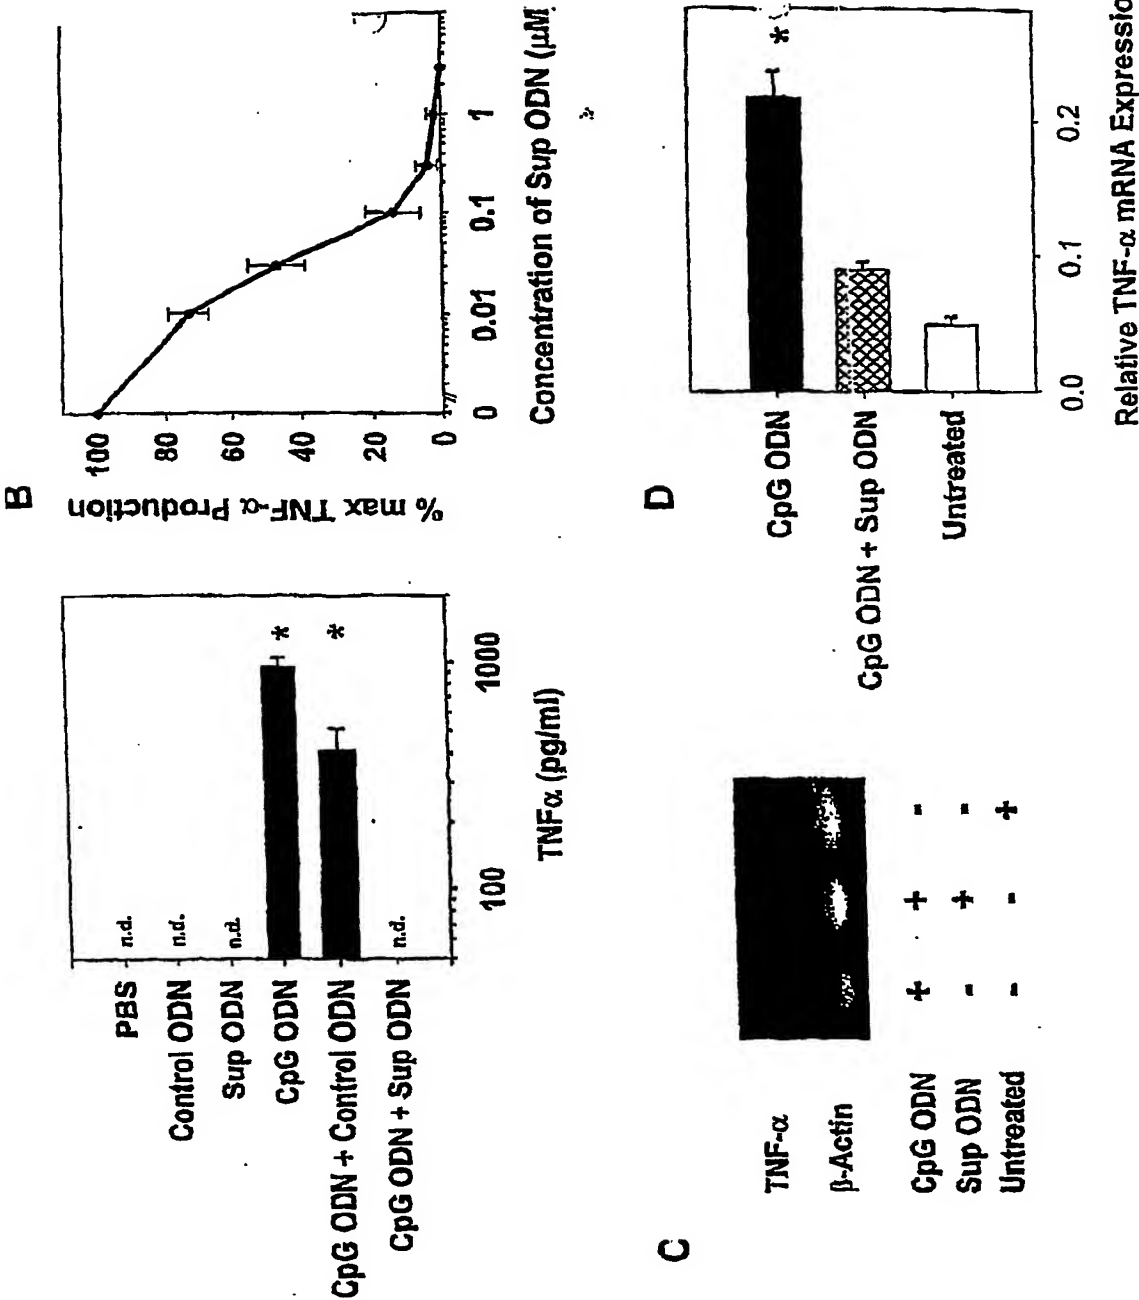 PBS
Control ODN
Sup ODN
CpG ODN
CpG ODN + Control ODN
CpG ODN + Sup ODN
n.d.
n.d.
n.d.
*
*
n.d.
100
1000
TNFα (pg/ml)
B
% max TNF-α Production
100
80
60
40
20
0
0
0.01
0.1
1
Concentration of Sup ODN (μM
C
TNF-α
β-Actin
CpG ODN + + -
Sup ODN - + -
Untreated - - +
D
CpG ODN
CpG ODN + Sup ODN
Untreated
*
0.0
0.1
0.2
Relative TNF-α mRNA Expressio